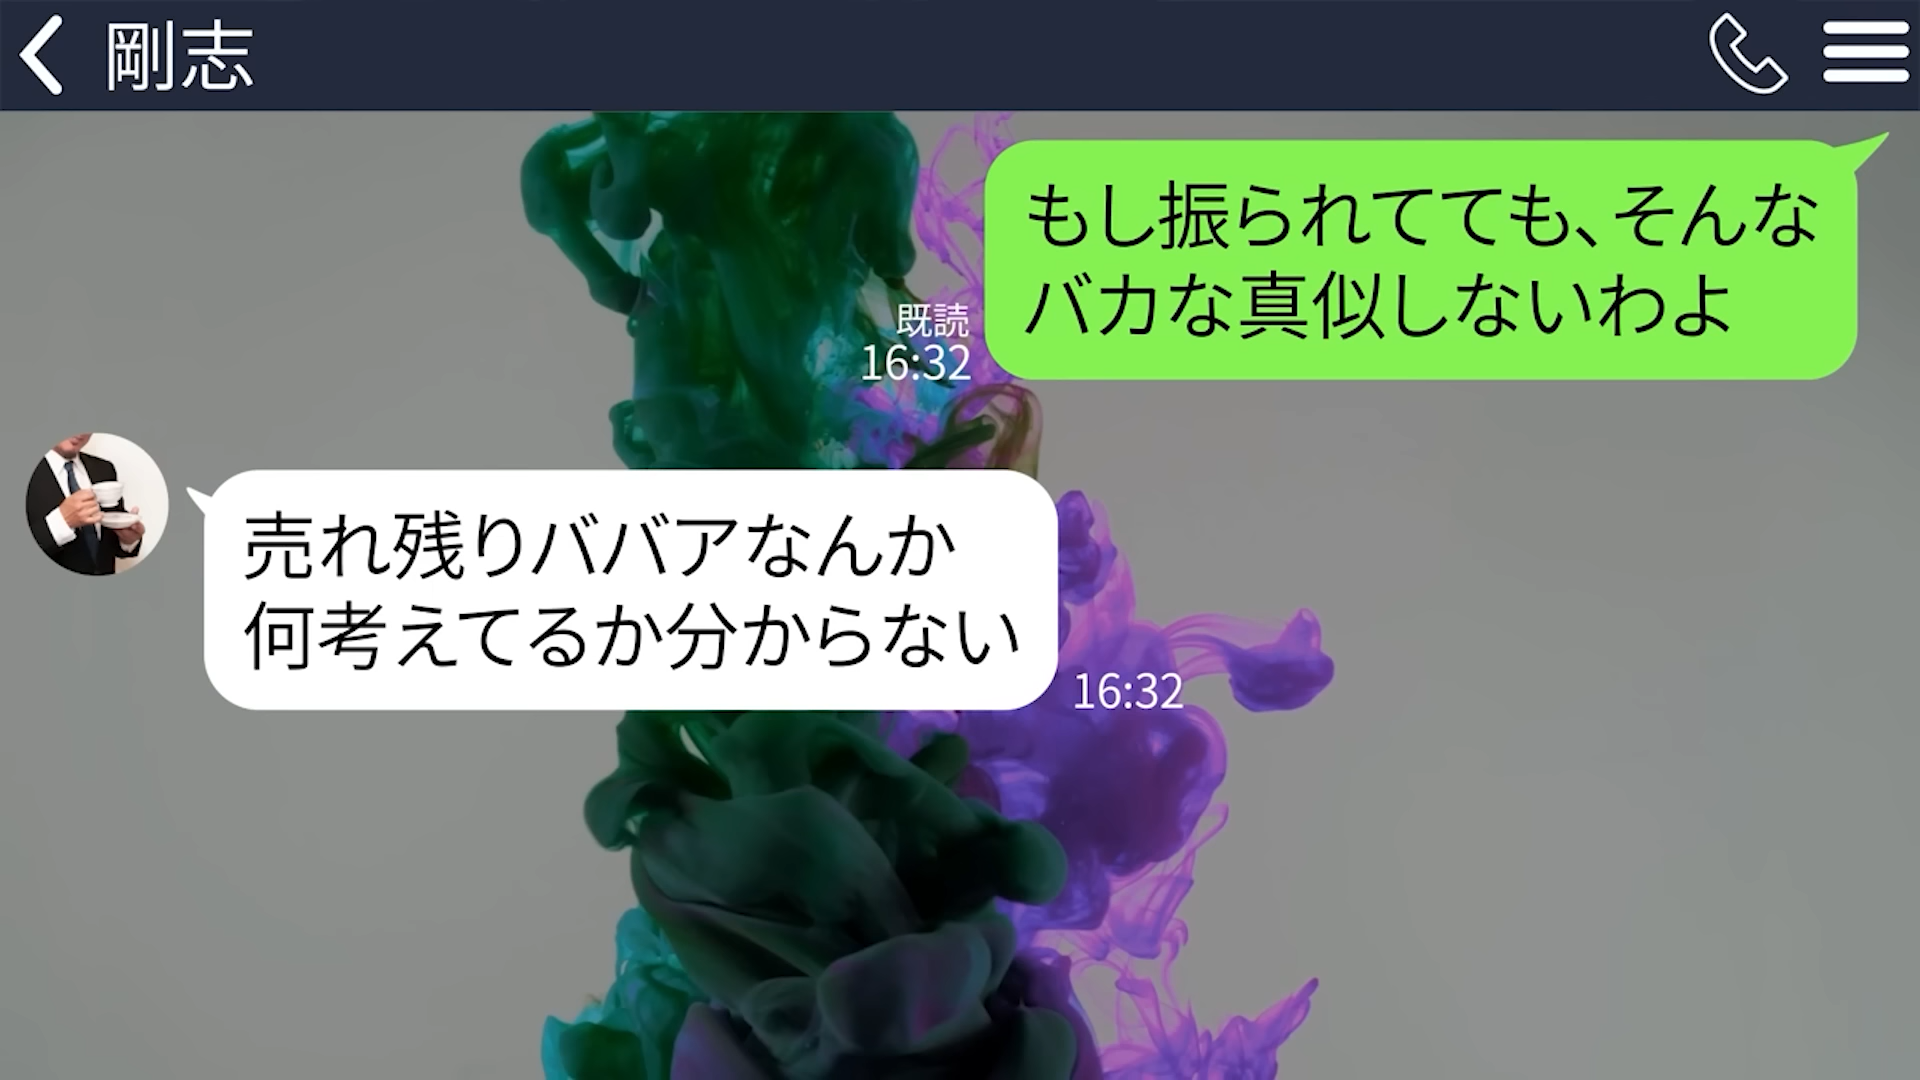 剛志
もし振られてても、そんな
バカな真似しないわよ
既読
16:32
売れ残りババアなんか
何考えてるか分からない
16:32